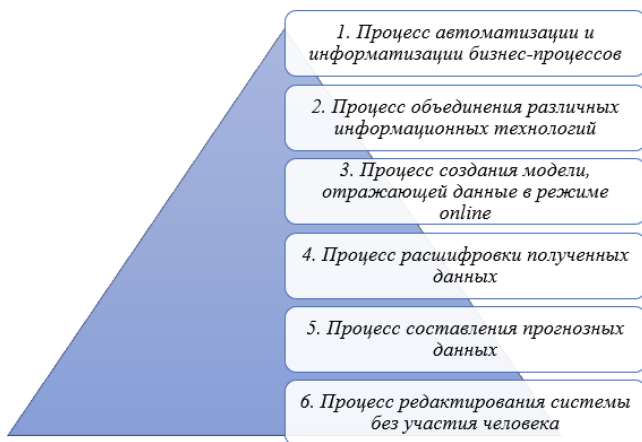 1. Процесс автоматизации и
информатизации бизнес-процессов
2. Процесс объединения различных
информационных технологий
3. Процесс создания модели,
отражающей данные в режиме
online
4. Процесс расшифровки полученных
данных
5. Процесс составления прогнозных
данных
6. Процесс редактирования системы
без участия человека